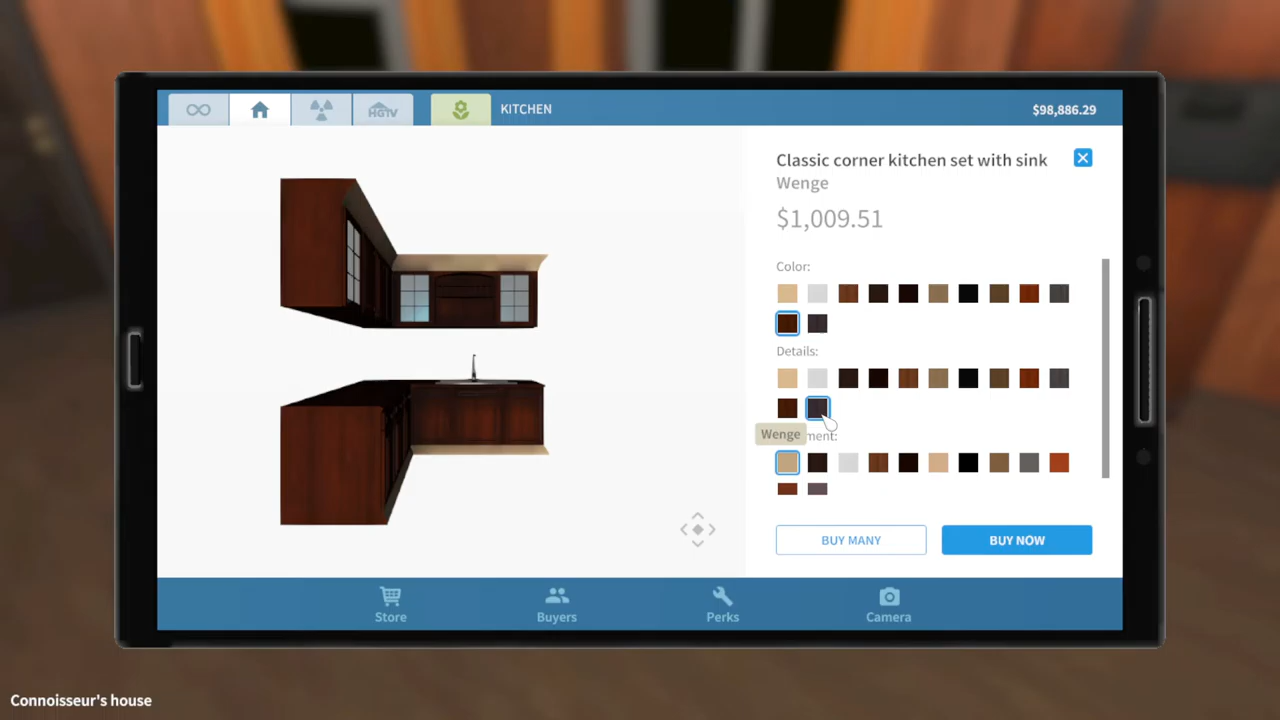 HGTV
KITCHEN
$98,886.29
Classic corner kitchen set with sink
Wenge
$1,009.51
Color:
Details:
Wenge
ment:
BUY MANY
BUY NOW
Store
Buyers
Perks
Camera
Connoisseur's house